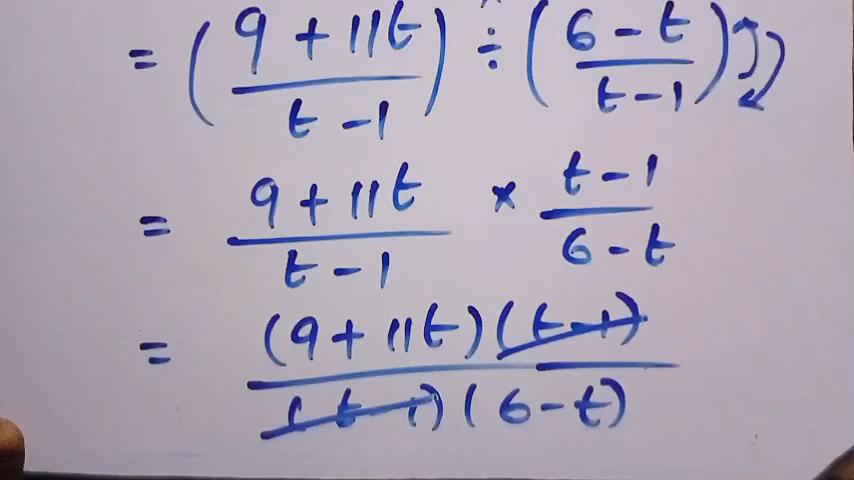 = (9 + 11t / t - 1) ÷ (6 - t / t - 1)
= 9 + 11t / t - 1 × t - 1 / 6 - t
= (9 + 11t)(t - 1) / (t - 1)(6 - t)